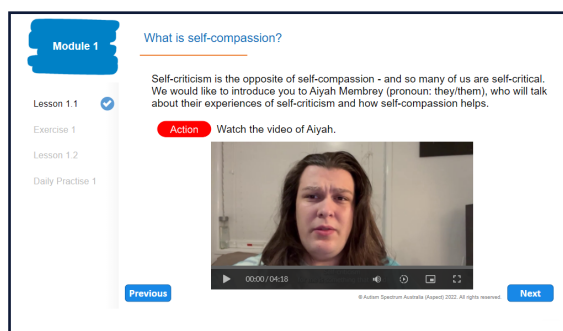 Module 1
What is self-compassion?
Self-criticism is the opposite of self-compassion - and so many of us are self-critical.
We would like to introduce you to Aiyah Membrey (pronoun: they/them), who will talk
about their experiences of self-criticism and how self-compassion helps.
Lesson 1.1
Exercise 1
Lesson 1.2
Daily Practise 1
Action Watch the video of Aiyah.
00:00 / 04:18
Previous
© Autism Spectrum Australia (Aspect) 2022. All rights reserved.
Next